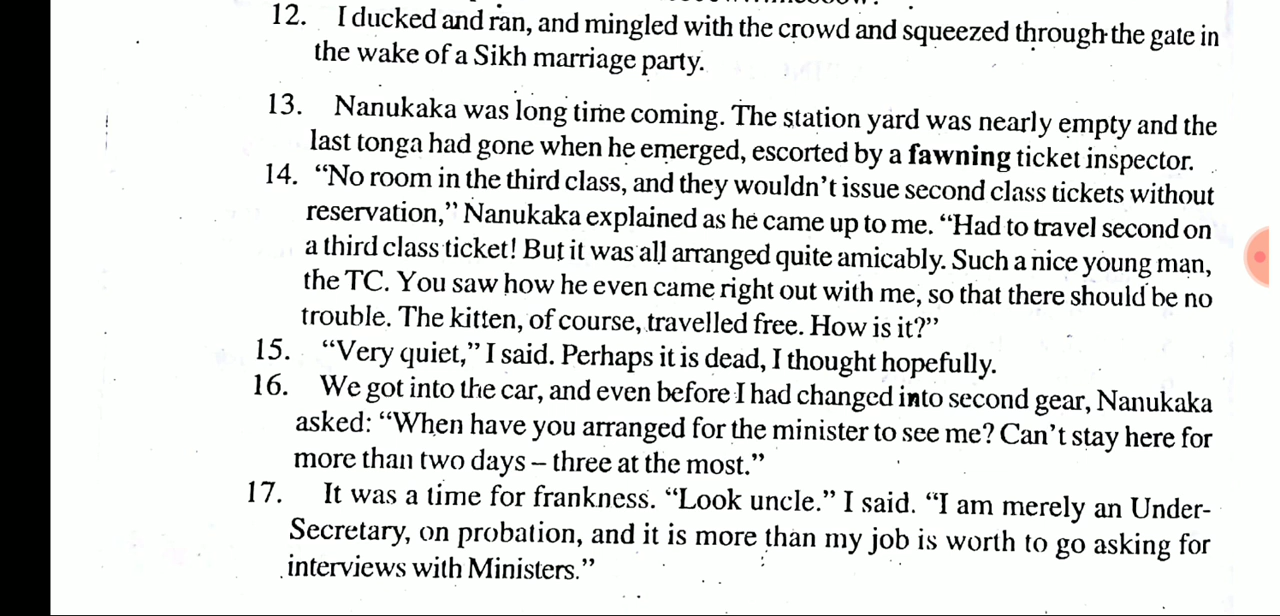 12. I ducked and ran, and mingled with the crowd and squeezed through the gate in
the wake of a Sikh marriage party.
13. Nanukaka was long time coming. The station yard was nearly empty and the
last tonga had gone when he emerged, escorted by a fawning ticket inspector.
14. “No room in the third class, and they wouldn’t issue second class tickets without
reservation,” Nanukaka explained as he came up to me. “Had to travel second on
a third class ticket! But it was all arranged quite amicably. Such a nice young man,
the TC. You saw how he even came right out with me, so that there should be no
trouble. The kitten, of course, travelled free. How is it?”
15. “Very quiet,” I said. Perhaps it is dead, I thought hopefully.
16. We got into the car, and even before I had changed into second gear, Nanukaka
asked: “When have you arranged for the minister to see me? Can’t stay here for
more than two days – three at the most.”
17. It was a time for frankness. “Look uncle.” I said. “I am merely an Under-
Secretary, on probation, and it is more than my job is worth to go asking for
interviews with Ministers.”